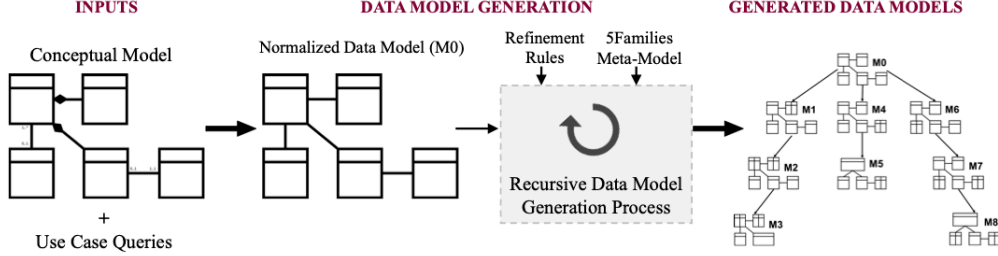 INPUTS
DATA MODEL GENERATION
GENERATED DATA MODELS
Conceptual Model
+
Use Case Queries
Normalized Data Model (M0)
Refinement
Rules
5Families
Meta-Model
Recursive Data Model
Generation Process
M0
M1
M4
M6
M2
M5
M7
M3
M8